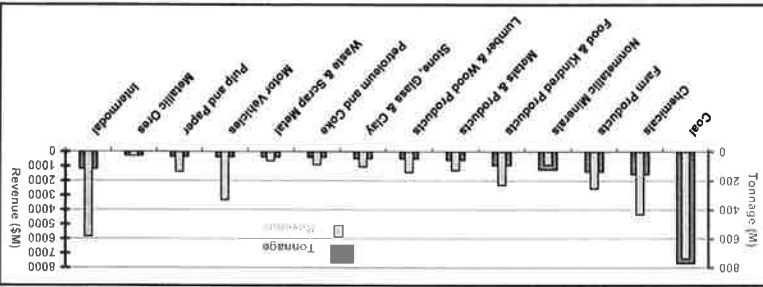 Tonnage (M)
800
600
400
200
0
Tonnage
Revenue
8000
7000
6000
5000
4000
3000
2000
1000
0
Revenue ($M)
Coal
Chemicals
Farm Products
Nonmetallic Minerals
Food & Kindred Products
Metals & Products
Lumber & Wood Products
Stone, Glass & Clay
Petroleum and Coke
Waste & Scrap Metal
Motor Vehicles
Pulp and Paper
Metallic Ores
Intermodal